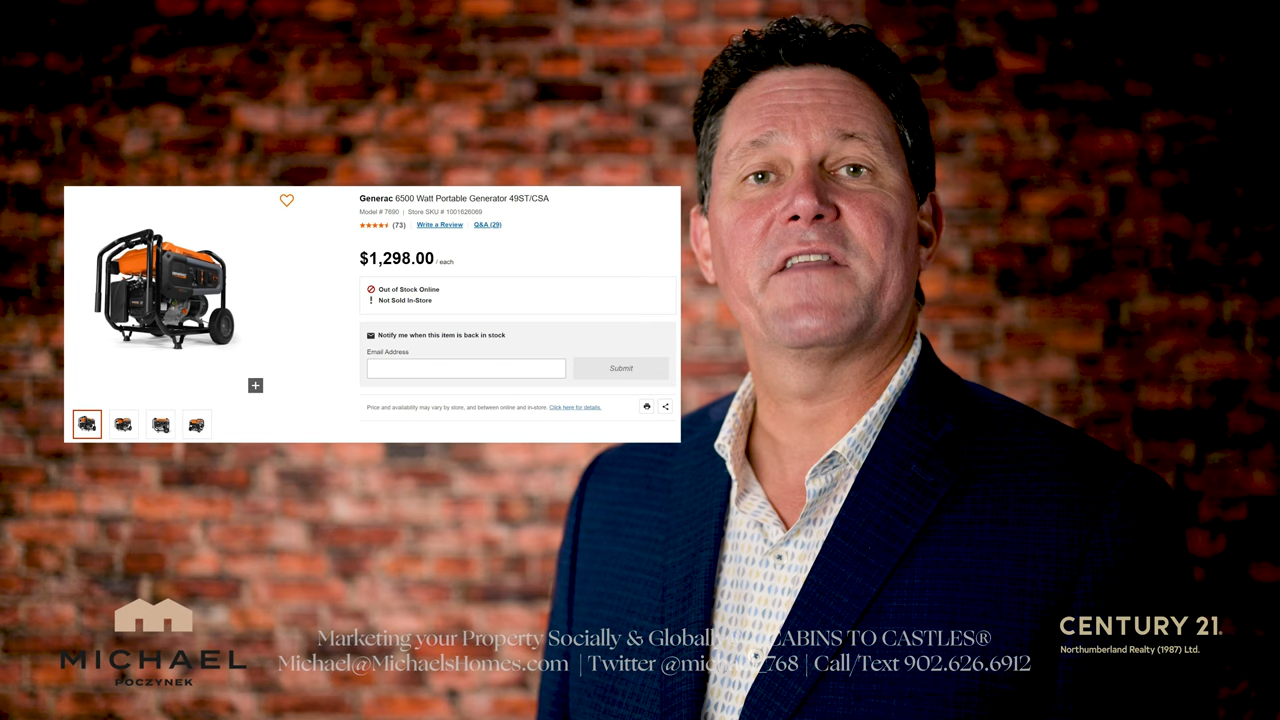 Generac 6500 Watt Portable Generator 49ST/CSA
Model # 7690 | Store SKU # 1001626069
(73) Write a Review Q&A (29)
$1,298.00 / each
Out of Stock Online
Not Sold In-Store
Notify me when this item is back in stock
Email Address
Submit
Price and availability may vary by store, and between online and in-store. Click here for details.
Marketing your Property Socially & Globally CABINS TO CASTLES®
Michael@MichaelsHomes.com | Twitter | Call/Text 902.626.6912
MICHAEL
POCZYNEK
CENTURY 21.
Northumberland Realty (1987) Ltd.